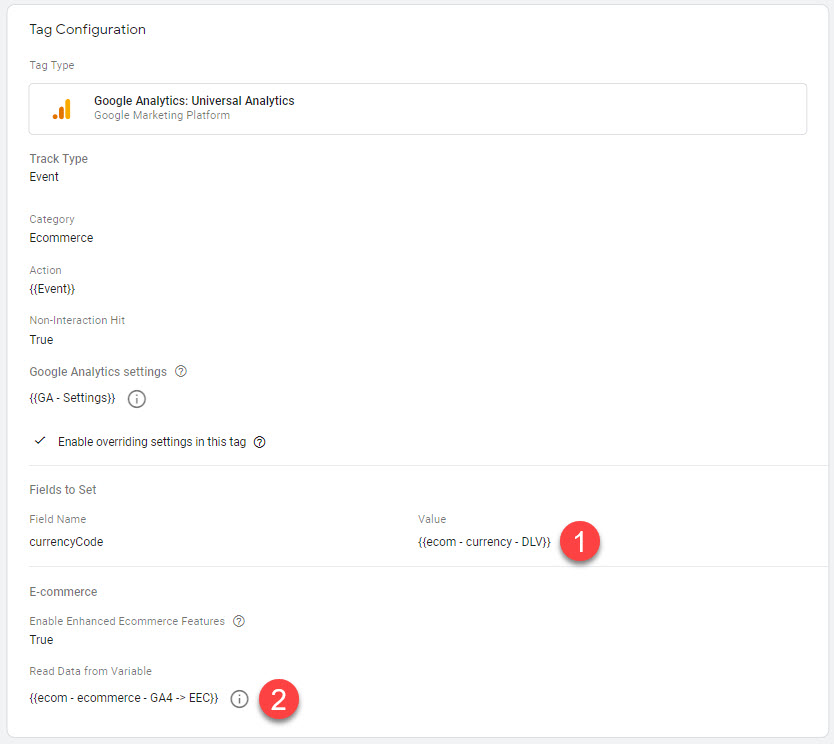 Tag Configuration
Tag Type
Google Analytics: Universal Analytics
Google Marketing Platform
Track Type
Event
Category
Ecommerce
Action
{{Event}}
Non-Interaction Hit
True
Google Analytics settings ?
{{GA - Settings}} i
Enable overriding settings in this tag ?
Fields to Set
Field Name Value
currencyCode {{ecom - currency - DLV}} 1
E-commerce
Enable Enhanced Ecommerce Features ?
True
Read Data from Variable
{{ecom - ecommerce - GA4 -> EEC}} i 2